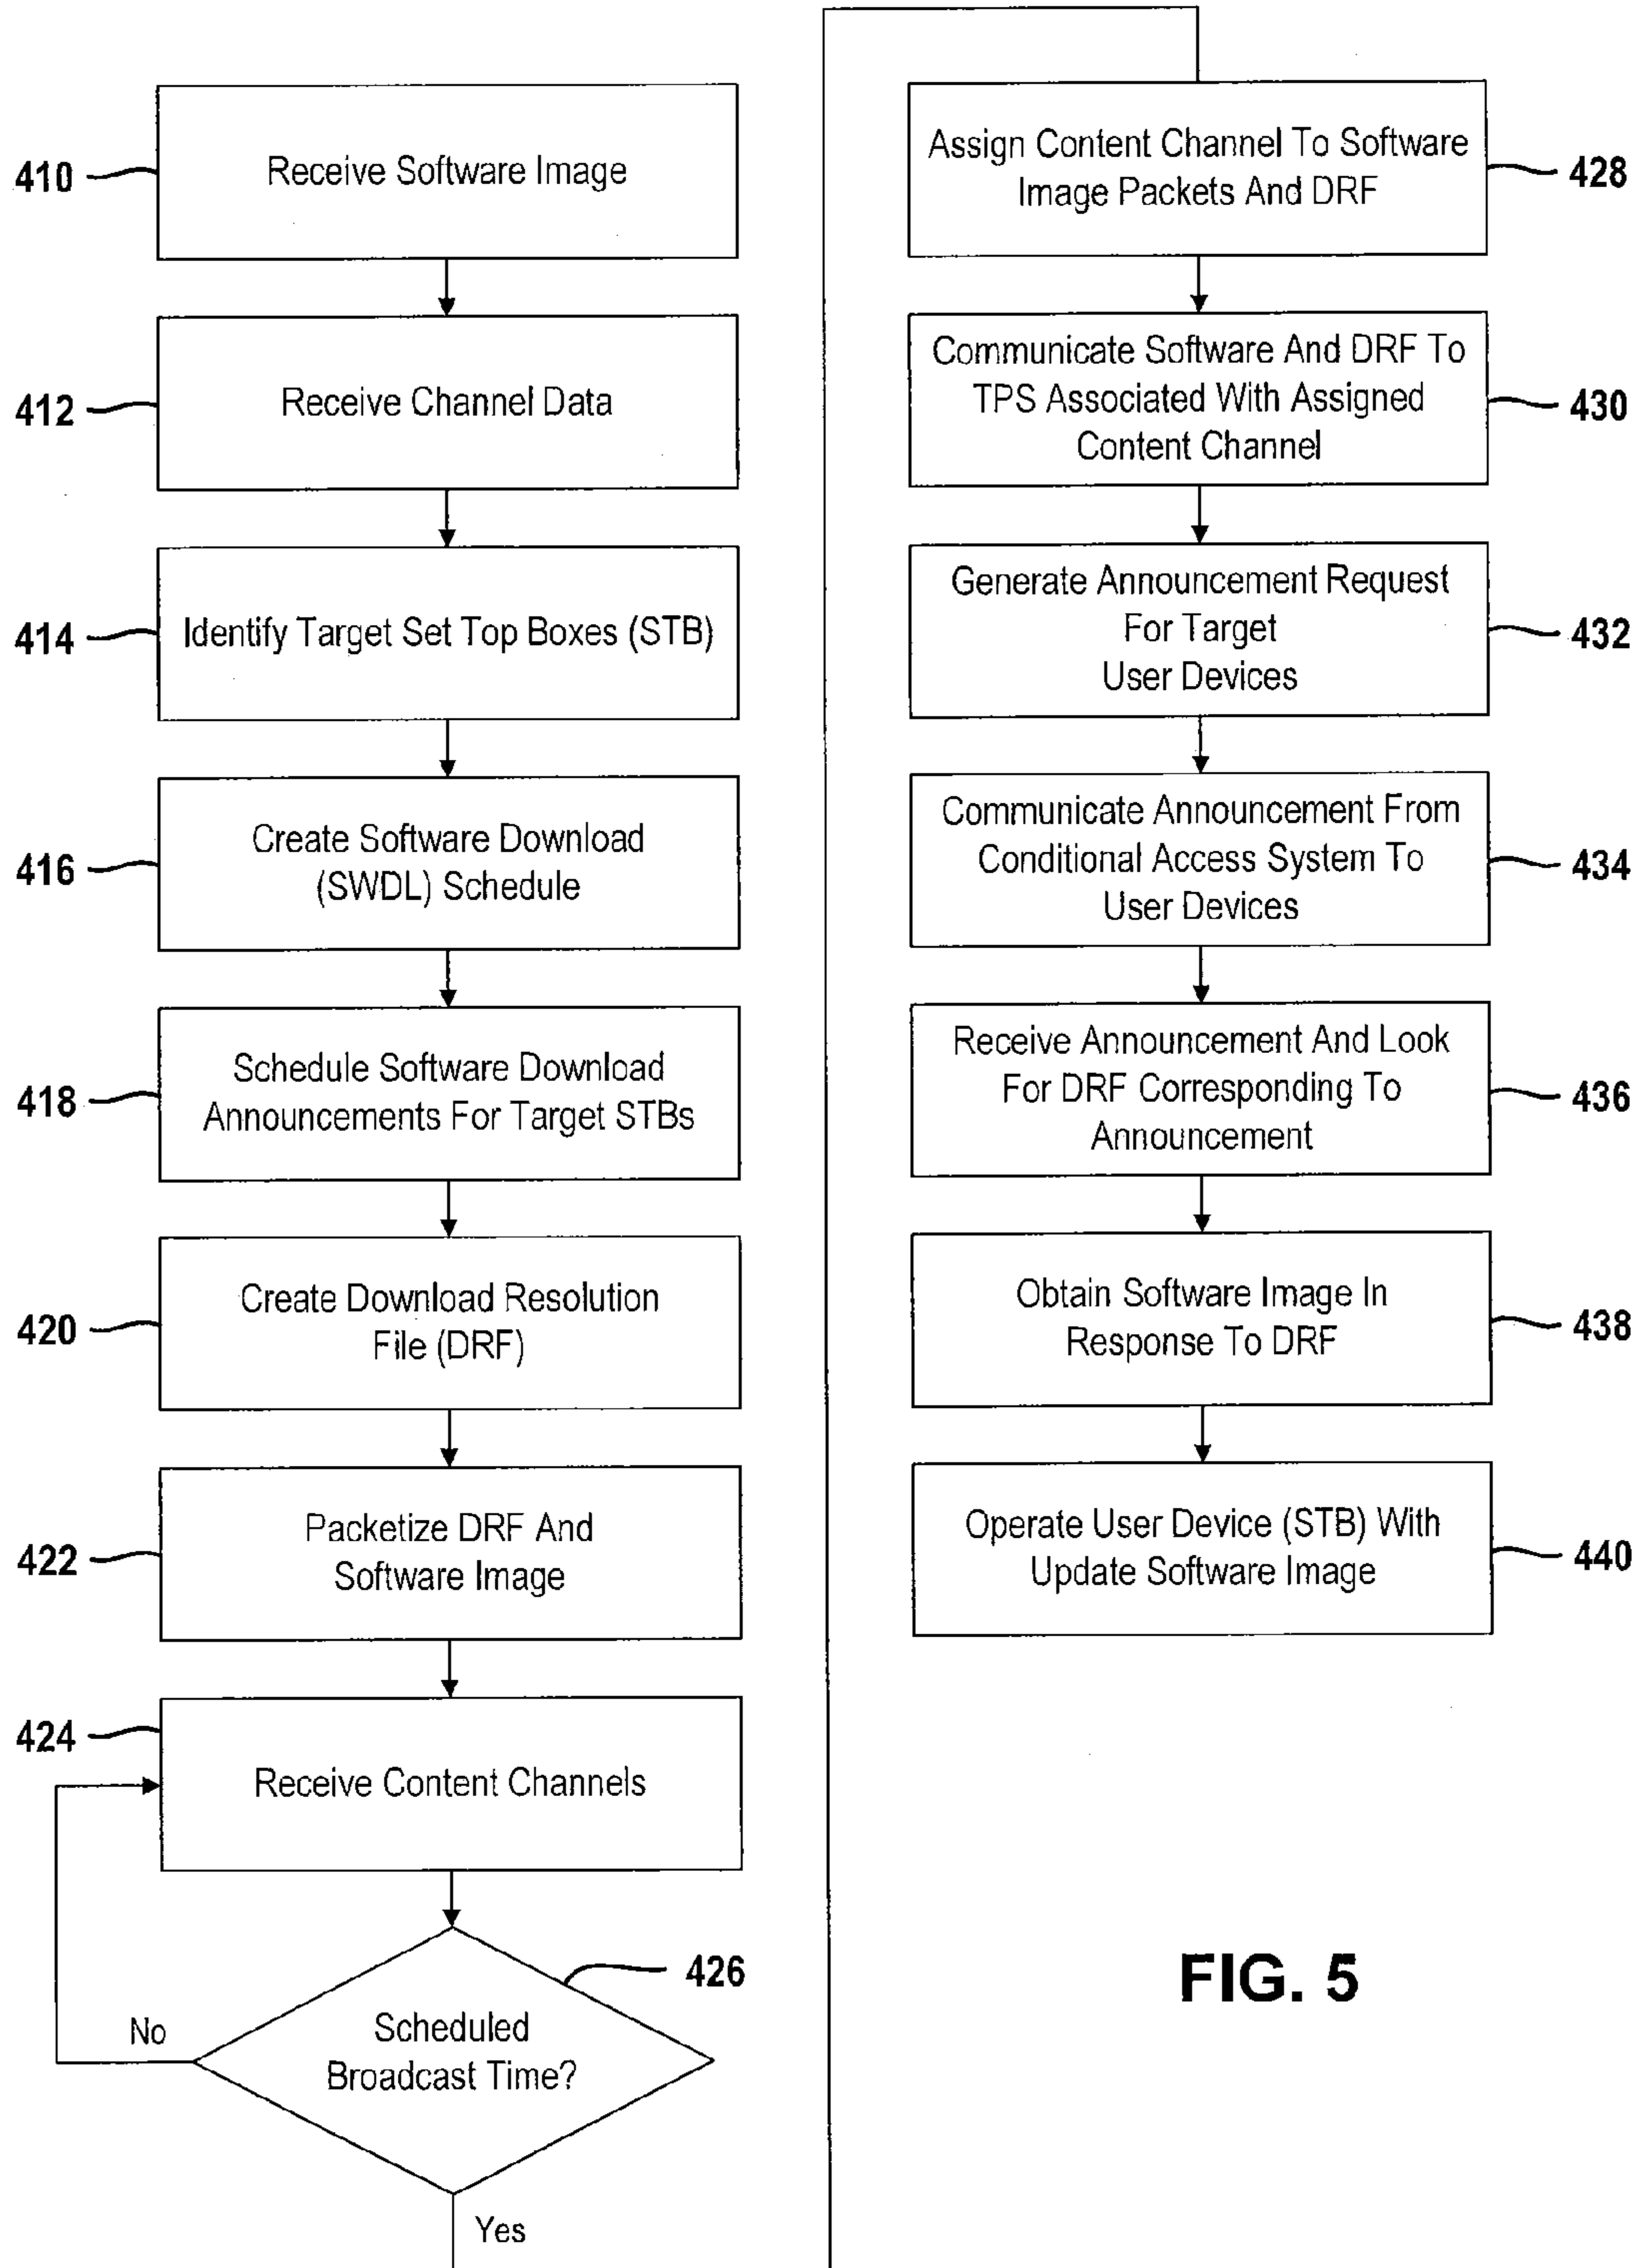 410
Receive Software Image
412
Receive Channel Data
414
Identify Target Set Top Boxes (STB)
416
Create Software Download
(SWDL) Schedule
418
Schedule Software Download
Announcements For Target STBs
420
Create Download Resolution
File (DRF)
422
Packetize DRF And
Software Image
424
Receive Content Channels
426
Scheduled
Broadcast Time?
No
Yes
Assign Content Channel To Software
Image Packets And DRF
428
Communicate Software And DRF To
TPS Associated With Assigned
Content Channel
430
Generate Announcement Request
For Target
User Devices
432
Communicate Announcement From
Conditional Access System To
User Devices
434
Receive Announcement And Look
For DRF Corresponding To
Announcement
436
Obtain Software Image In
Response To DRF
438
Operate User Device (STB) With
Update Software Image
440
FIG. 5